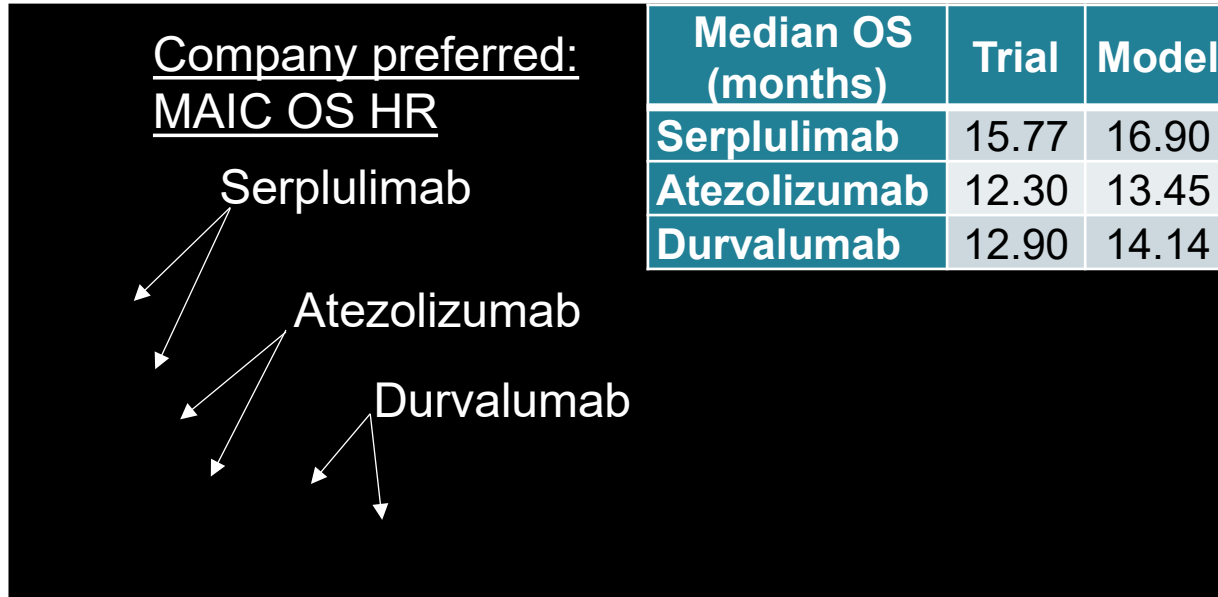 Company preferred:
MAIC OS HR
Serplulimab
Atezolizumab
Durvalumab
Median OS (months) Trial Model
Serplulimab 15.77 16.90
Atezolizumab 12.30 13.45
Durvalumab 12.90 14.14